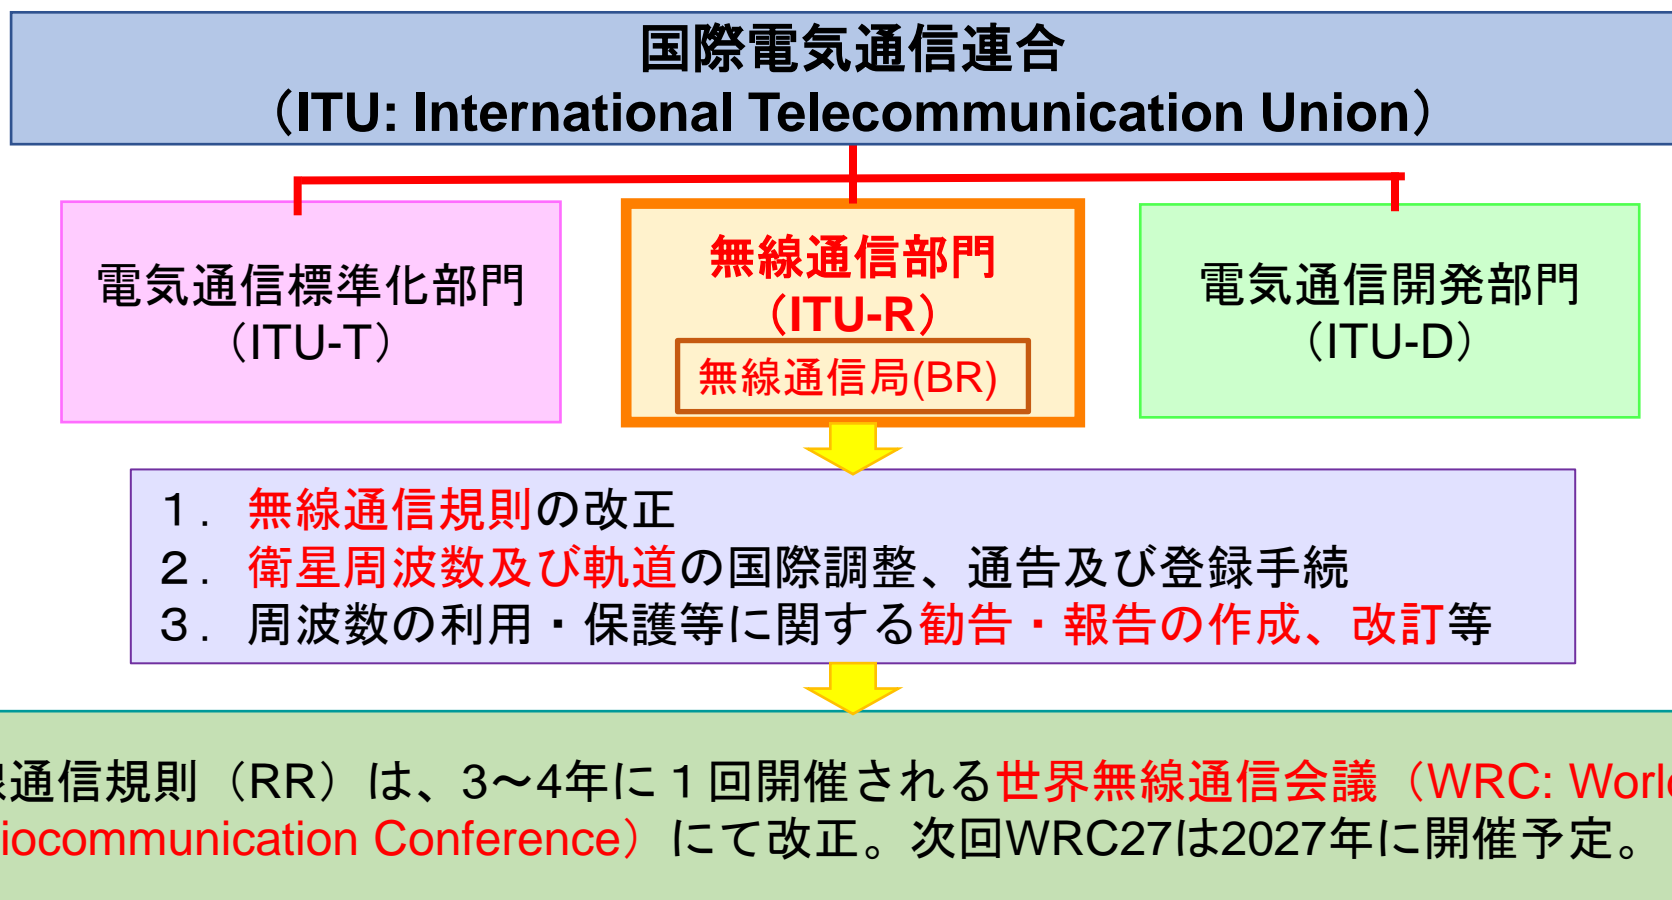 国際電気通信連合
（ITU: International Telecommunication Union）
電気通信標準化部門
（ITU-T）
無線通信部門
（ITU-R）
無線通信局(BR)
電気通信開発部門
（ITU-D）
１．無線通信規則の改正
２．衛星周波数及び軌道の国際調整、通告及び登録手続
３．周波数の利用・保護等に関する勧告・報告の作成、改訂等
通信規則（RR）は、3～4年に１回開催される世界無線通信会議（WRC:
iocommunication Conference）にて改正。次回WRC27は2027年に開催予定。